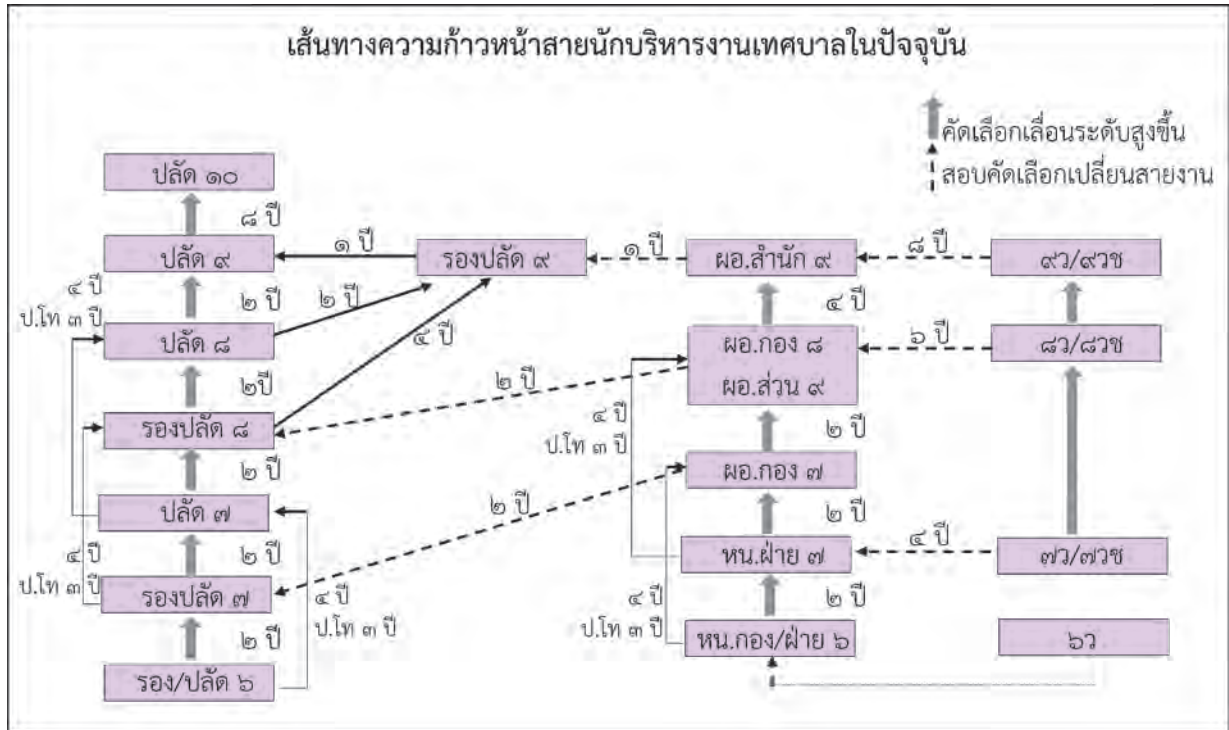 เส้นทางความก้าวหน้าสายนักบริหารงานเทศบาลในปัจจุบัน
คัดเลือกเลื่อนระดับสูงขึ้น
สอบคัดเลือกเปลี่ยนสายงาน
ปลัด ๑๐
๘ ปี
ปลัด ๙
๑ ปี
รองปลัด ๙
๑ ปี
ผอ.สำนัก ๙
๘ ปี
๙ว/๙วช
๔ ปี
ป.โท ๓ ปี
๒ ปี
๒ ปี
๔ ปี
๔ ปี
ปลัด ๘
ผอ.กอง ๘
ผอ.ส่วน ๙
๖ ปี
๘ว/๘วช
๒ปี
๒ ปี
รองปลัด ๘
๔ ปี
ป.โท ๓ ปี
๒ ปี
๒ ปี
ผอ.กอง ๗
ปลัด ๗
๒ ปี
๒ ปี
๔ ปี
ป.โท ๓ ปี
๒ ปี
หน.ฝ่าย ๗
๔ ปี
๗ว/๗วช
รองปลัด ๗
๔ ปี
ป.โท ๓ ปี
๔ ปี
ป.โท ๓ ปี
๒ ปี
๒ ปี
หน.กอง/ฝ่าย ๖
๖ว
รอง/ปลัด ๖